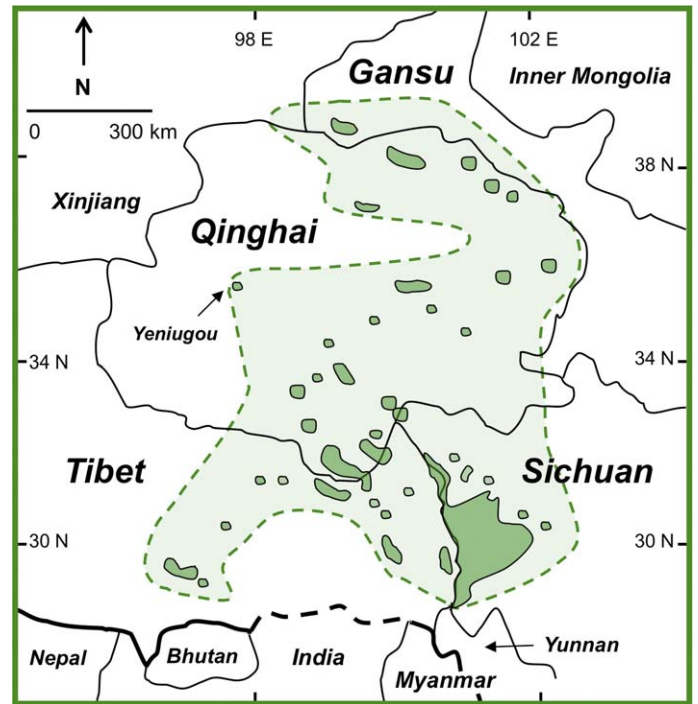 98 E
102 E
N
Gansu
Inner Mongolia
0 300 km
38 N
Xinjiang
Qinghai
Yeniugou
34 N
34 N
Tibet
Sichuan
30 N
30 N
Nepal
Bhutan
India
Yunnan
Myanmar